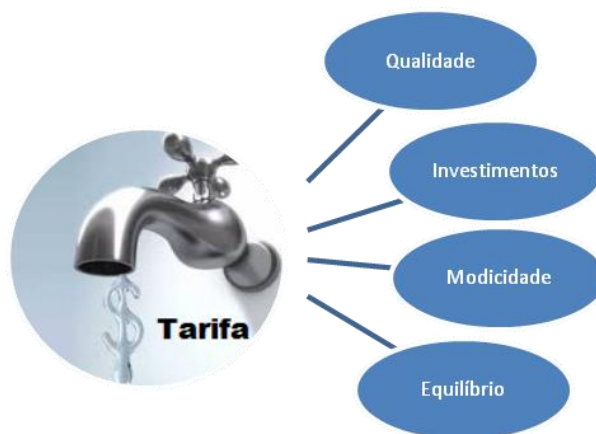 Qualidade
Investimentos
Tarifa
Modicidade
Equilíbrio